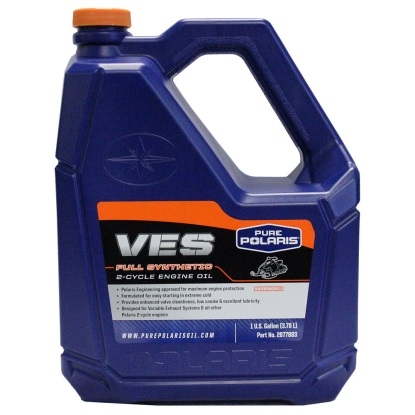 PURE
POLARIS
VES
FULL SYNTHETIC
2-CYCLE ENGINE OIL
SNOWMOBILE
• Polaris Engineering approved for maximum engine protection
• Formulated for easy starting in extreme cold
• Provides enhanced valve cleanliness, low smoke & excellent lubricity
• Designed for Variable Exhaust Systems & all other
Polaris 2-cycle engines
1 U.S. Gallon (3.78 L)
Part No. 2877883
WWW.PUREPOLARISOIL.COM
POLARIS